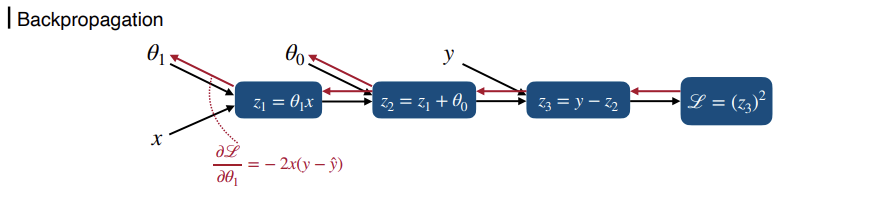 Backpropagation
θ₁ θ₀ y
z₁ = θ₁x z₂ = z₁ + θ₀ z₃ = y − z₂ ℒ = (z₃)²
x
∂ℒ/∂θ₁ = − 2x(y − ŷ)